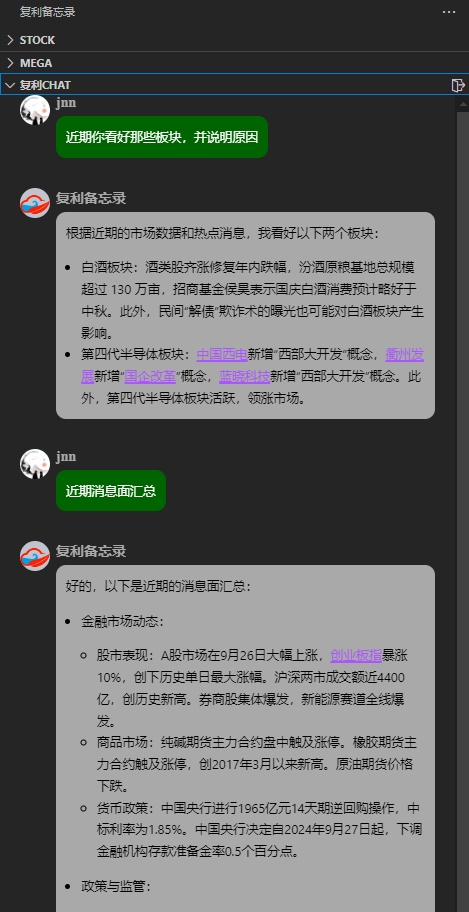 复利备忘录
STOCK
MEGA
复利CHAT
jnn
近期你看好那些板块，并说明原因
复利备忘录
根据近期的市场数据和热点消息，我看好以下两个板块：
白酒板块：酒类股齐涨修复年内跌幅，汾酒原粮基地总规模
超过 130 万亩，招商基金侯昊表示国庆白酒消费预计略好于
中秋。此外，民间“解债”欺诈术的曝光也可能对白酒板块产生
影响。
第四代半导体板块：中国西电新增“西部大开发”概念，衢州发
展新增“国企改革”概念，蓝晓科技新增“西部大开发”概念。此
外，第四代半导体板块活跃，领涨市场。
jnn
近期消息面汇总
复利备忘录
好的，以下是近期的消息面汇总：
金融市场动态：
股市表现：A股市场在9月26日大幅上涨，创业板指暴涨
10%，创下历史单日最大涨幅。沪深两市成交额近4400
亿，创历史新高。券商股集体爆发，新能源赛道全线爆
发。
商品市场：纯碱期货主力合约盘中触及涨停。橡胶期货主
力合约触及涨停，创2017年3月以来新高。原油期货价格
下跌。
货币政策：中国央行进行1965亿元14天期逆回购操作，中
标利率为1.85%。中国央行决定自2024年9月27日起，下调
金融机构存款准备金率0.5个百分点。
政策与监管：